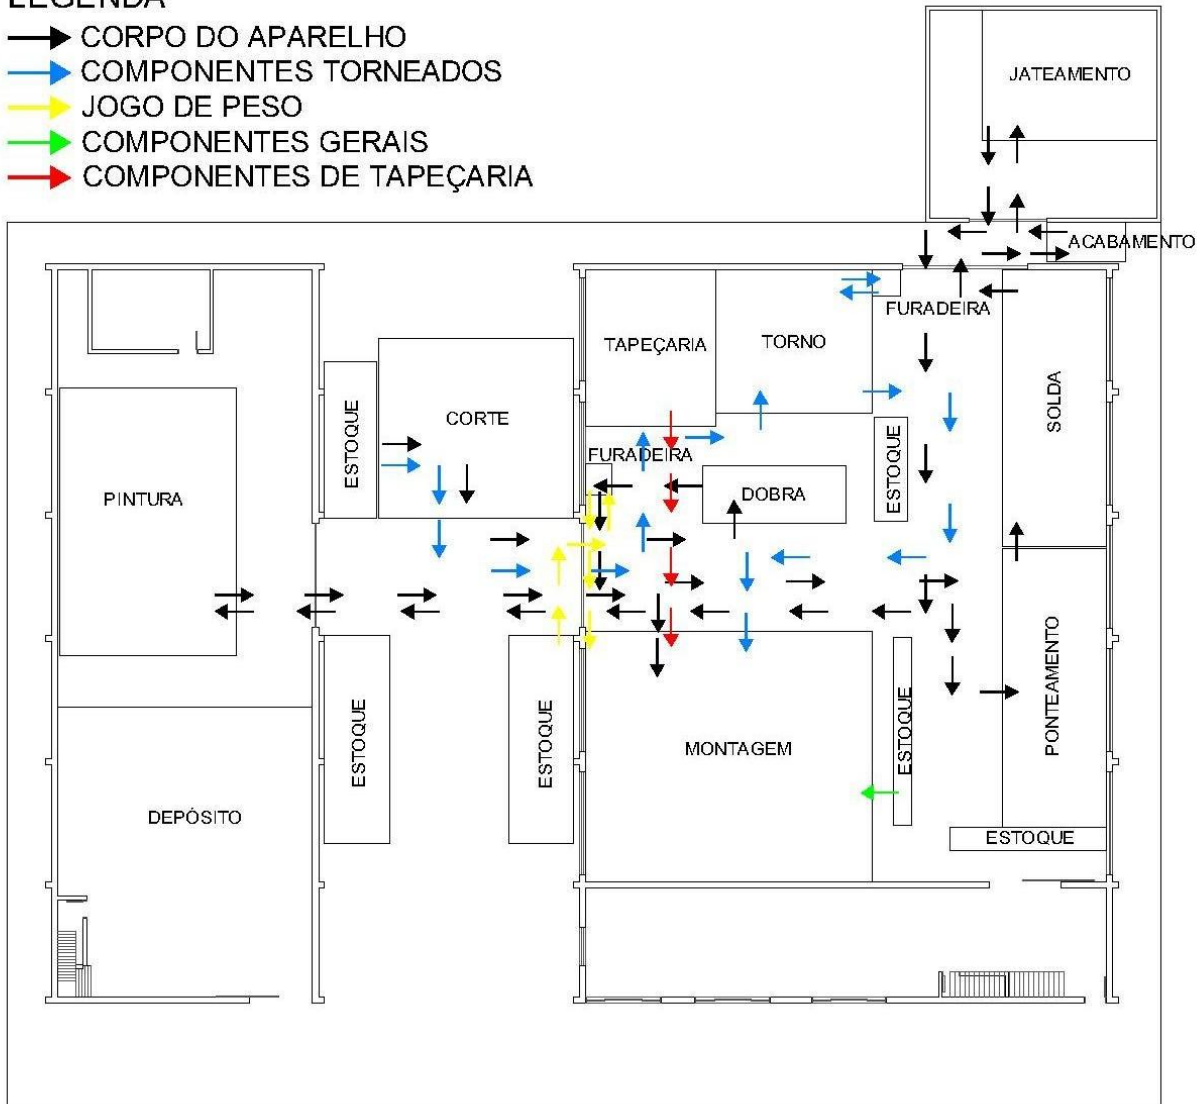 LEGENDA
CORPO DO APARELHO
COMPONENTES TORNEADOS
JOGO DE PESO
COMPONENTES GERAIS
COMPONENTES DE TAPEÇARIA
JATEAMENTO
ACABAMENTO
FURADEIRA
TAPEÇARIA
TORNO
SOLDA
CORTE
ESTOQUE
FURADEIRA
ESTOQUE
DOBRA
PINTURA
PONTEAMENTO
ESTOQUE
ESTOQUE
ESTOQUE
MONTAGEM
DEPÓSITO
ESTOQUE